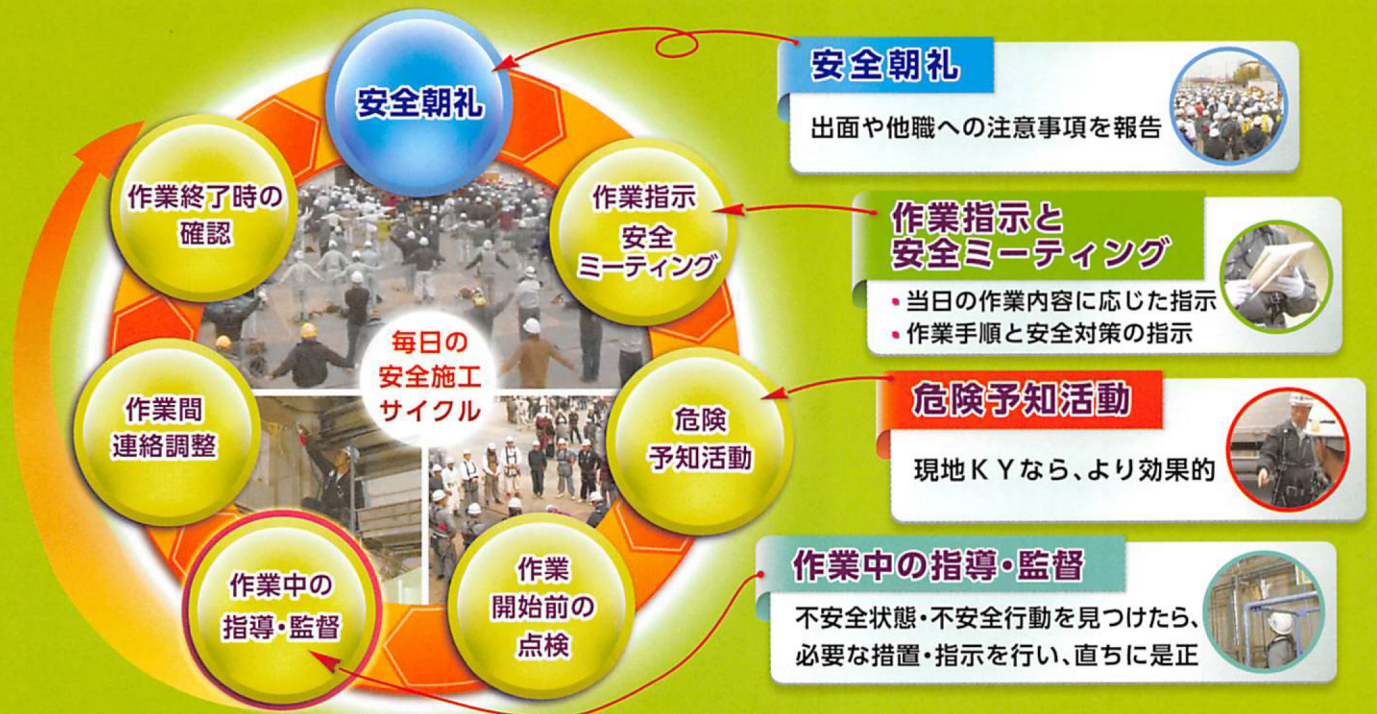 安全朝礼
作業指示
安全
ミーティング
危険
予知活動
作業
開始前の
点検
作業中の
指導・監督
作業間
連絡調整
作業終了時の
確認
毎日の
安全施工
サイクル
安全朝礼
出面や他職への注意事項を報告
作業指示と
安全ミーティング
・当日の作業内容に応じた指示
・作業手順と安全対策の指示
危険予知活動
現地KYなら、より効果的
作業中の指導・監督
不安全状態・不安全行動を見つけたら、
必要な措置・指示を行い、直ちに是正